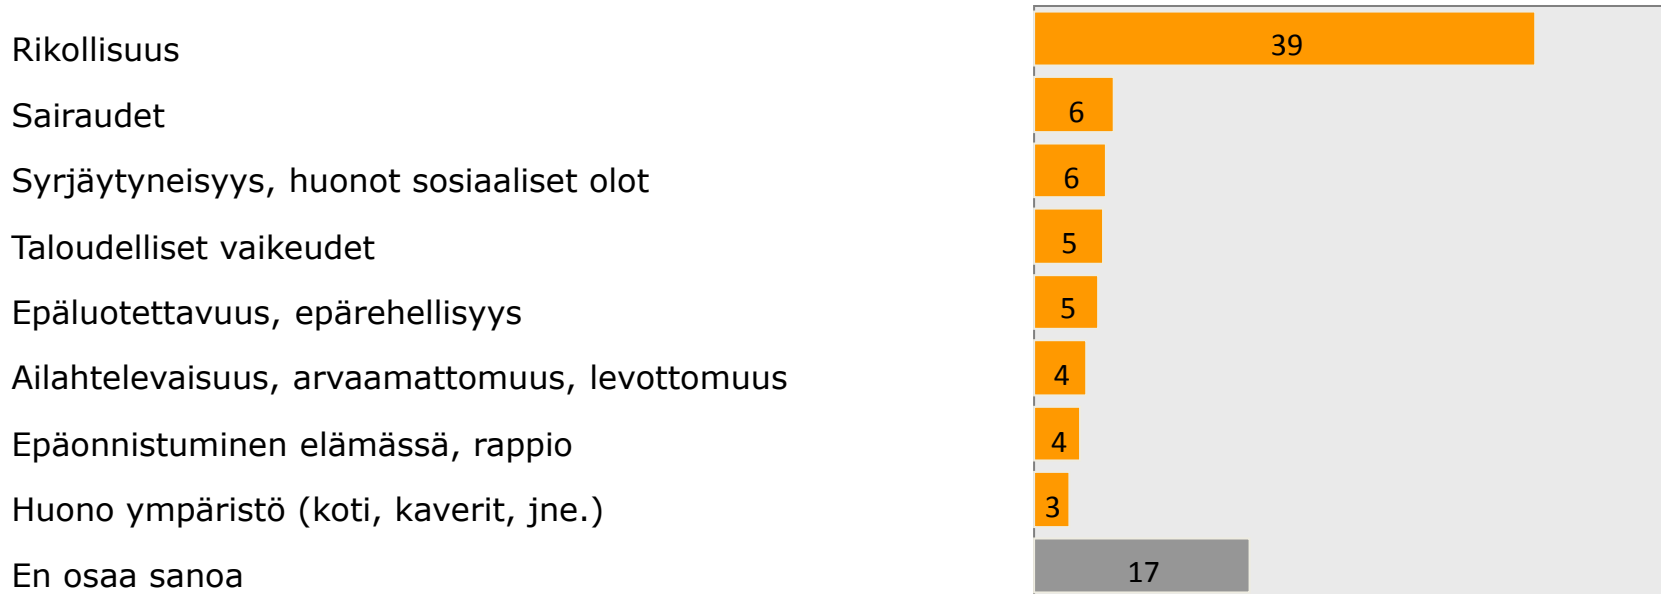 Rikollisuus 39
Sairaudet 6
Syrjäytyneisyys, huonot sosiaaliset olot 6
Taloudelliset vaikeudet 5
Epäluotettavuus, epärehellisyys 5
Ailahtelevaisuus, arvaamattomuus, levottomuus 4
Epäonnistuminen elämässä, rappio 4
Huono ympäristö (koti, kaverit, jne.) 3
En osaa sanoa 17